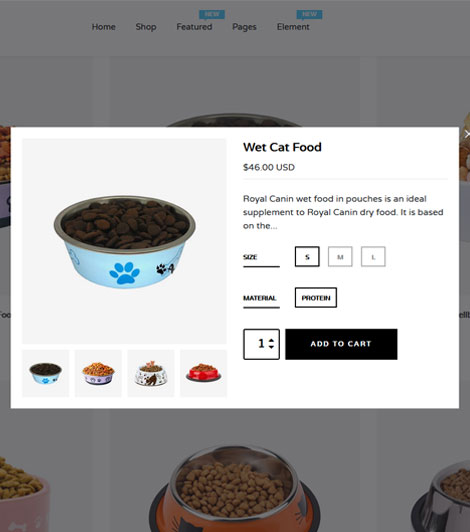 NEW NEW
Home Shop Featured Pages Element
Wet Cat Food
$46.00 USD
Royal Canin wet food in pouches is an ideal
supplement to Royal Canin dry food. It is based
on the...
SIZE S M L
MATERIAL PROTEIN
1 ADD TO CART